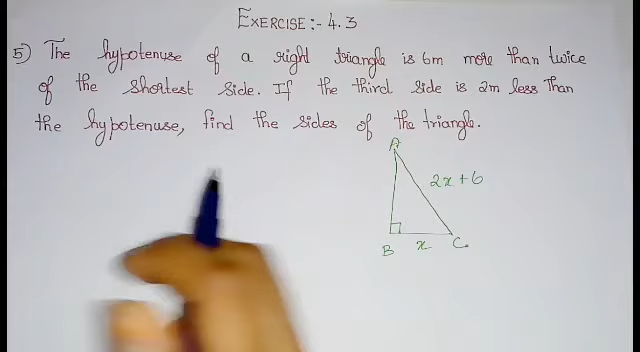 EXERCISE:- 4.3
5) The hypotenuse of a right triangle is 6m more than twice
of the shortest side. If the third side is 2m less than
the hypotenuse, find the sides of the triangle.
A
2x+6
B x C